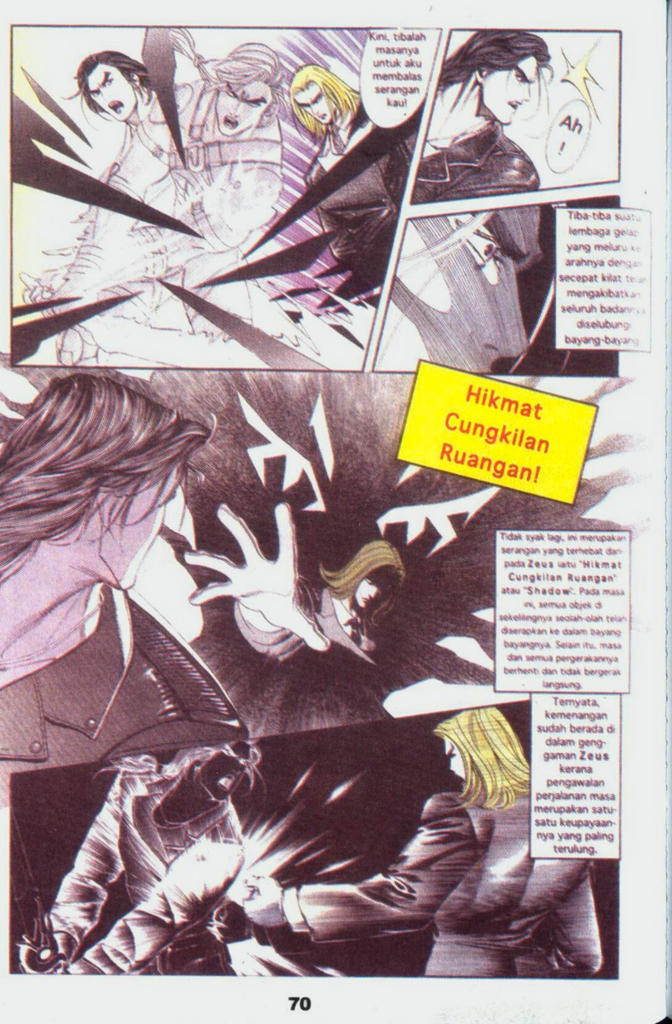 Kini, tibalah
masanya
untuk aku
membalas
serangan
kau!
Ah
!
Tiba-tiba suatu
lembaga gelap
yang meluru ke
arahnya dengan
secepat kilat telah
mengakibatkan
seluruh badannya
diselubungi
bayang-bayang.
Hikmat
Cungkilan
Ruangan!
Tidak syak lagi, ini merupakan
serangan yang terhebat dari-
pada Zeus iaitu "Hikmat
Cungkilan Ruangan"
atau "Shadow". Pada masa
ini, semua objek di
sekelilingnya seolah-olah telah
diserapkan ke dalam bayang-
bayangnya. Selain itu, masa
dan semua pergerakannya
berhenti dan tidak bergerak
langsung.
Ternyata,
kemenangan
sudah berada di
dalam geng-
gaman Zeus
kerana
pengawalan
perjalanan masa
merupakan satu-
satu keupayaan-
nya yang paling
terulung.
70